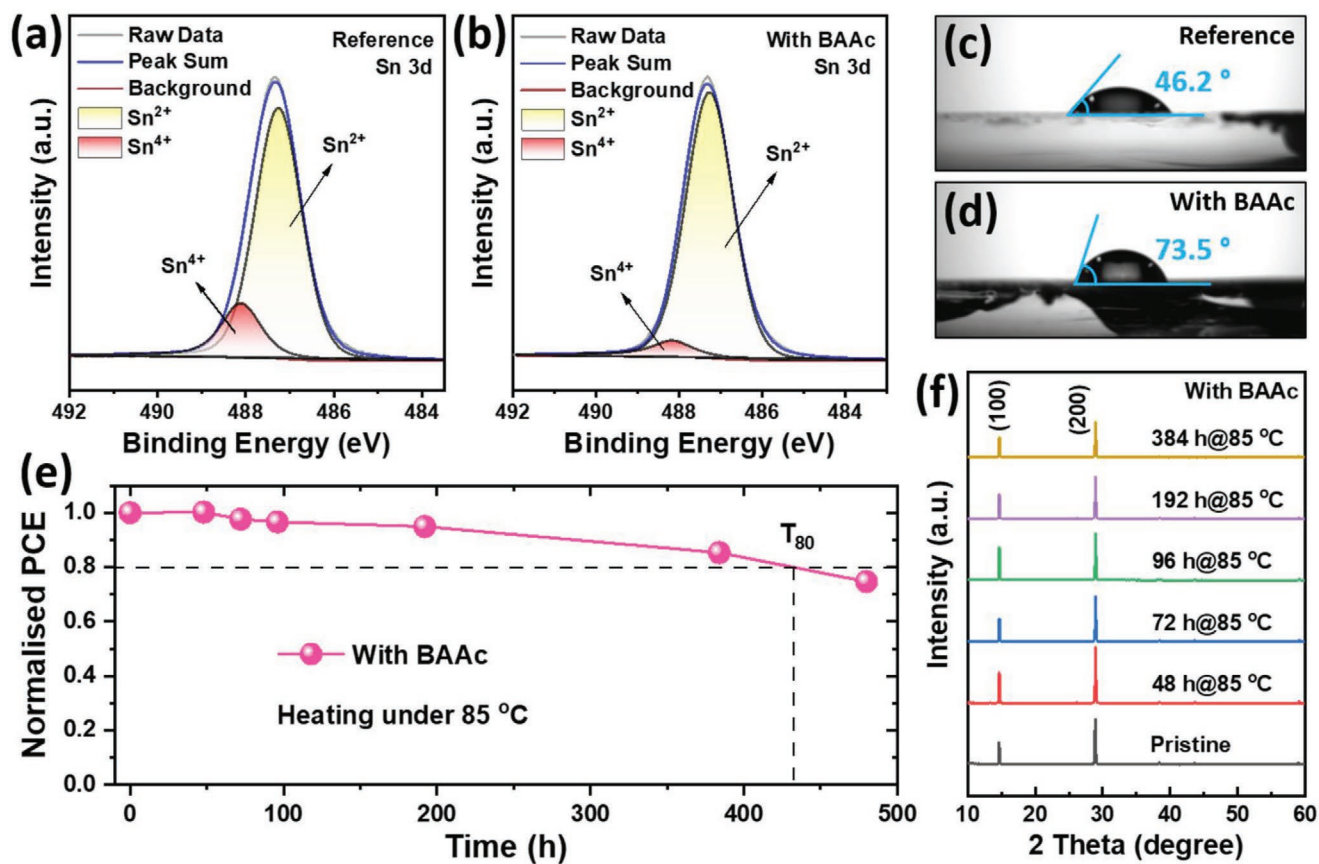 (a)
Raw Data
Peak Sum
Background
Sn2+
Sn4+
Reference
Sn 3d
Sn2+
Sn4+
Intensity (a.u.)
492 490 488 486 484
Binding Energy (eV)
(b)
Raw Data
Peak Sum
Background
Sn2+
Sn4+
With BAAc
Sn 3d
Sn2+
Sn4+
Intensity (a.u.)
492 490 488 486 484
Binding Energy (eV)
(c)
Reference
46.2 °
(d)
With BAAc
73.5 °
(e)
Normalised PCE
1.0
0.8
0.6
0.4
0.2
0.0
T80
With BAAc
Heating under 85 °C
0 100 200 300 400 500
Time (h)
(f)
(100)
(200)
With BAAc
384 h@85 °C
192 h@85 °C
96 h@85 °C
72 h@85 °C
48 h@85 °C
Pristine
Intensity (a.u.)
10 20 30 40 50 60
2 Theta (degree)